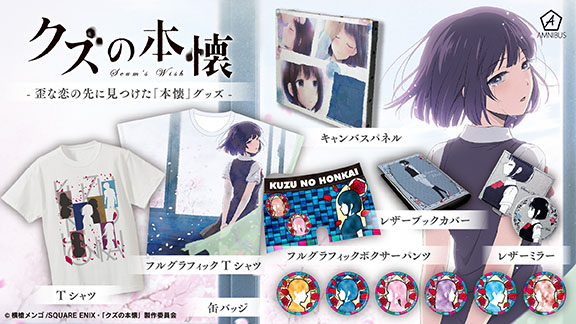 クズの本懐
Scum's Wish
AMNIBUS
- 歪な恋の先に見つけた「本懐」グッズ -
キャンバスパネル
KUZU NO HONKAI
レザーブックカバー
フルグラフィックTシャツ
フルグラフィックボクサーパンツ
レザーミラー
Tシャツ
缶バッジ
© 横槍メンゴ/SQUARE ENIX・「クズの本懐」製作委員会